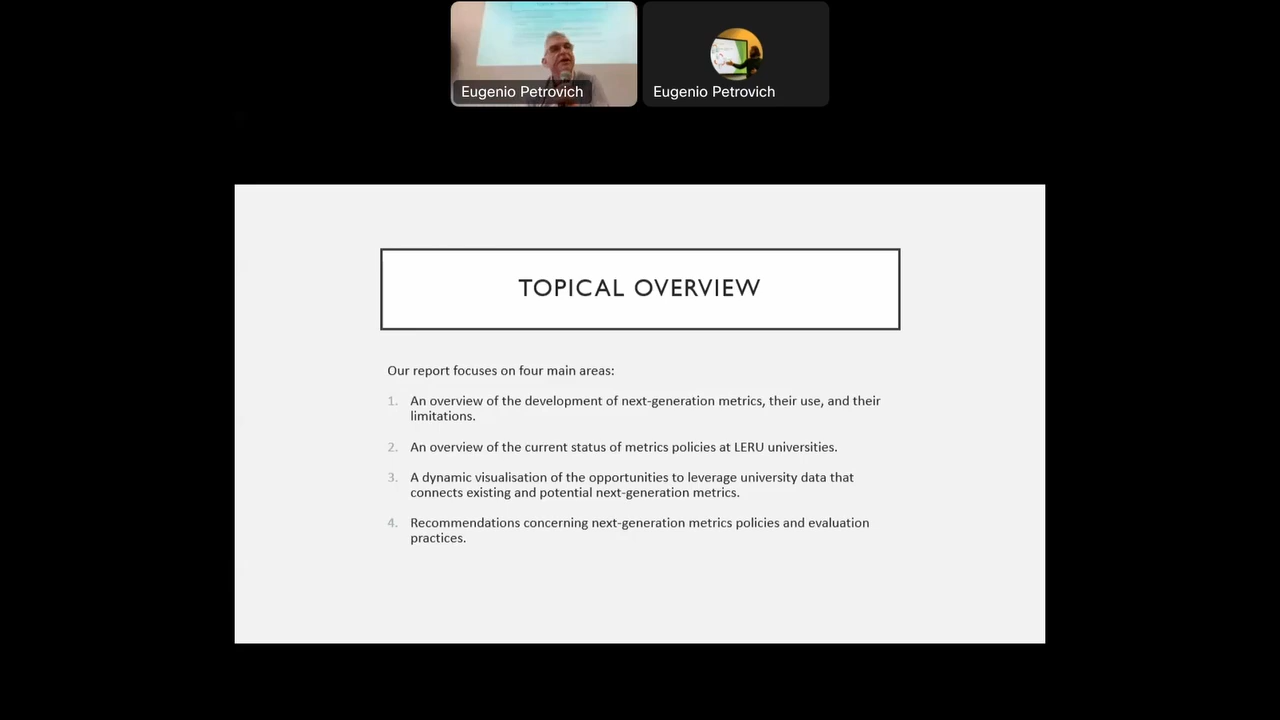 Eugenio Petrovich
Eugenio Petrovich
TOPICAL OVERVIEW
Our report focuses on four main areas:
1. An overview of the development of next-generation metrics, their use, and their
limitations.
2. An overview of the current status of metrics policies at LERU universities.
3. A dynamic visualisation of the opportunities to leverage university data that
connects existing and potential next-generation metrics.
4. Recommendations concerning next-generation metrics policies and evaluation
practices.